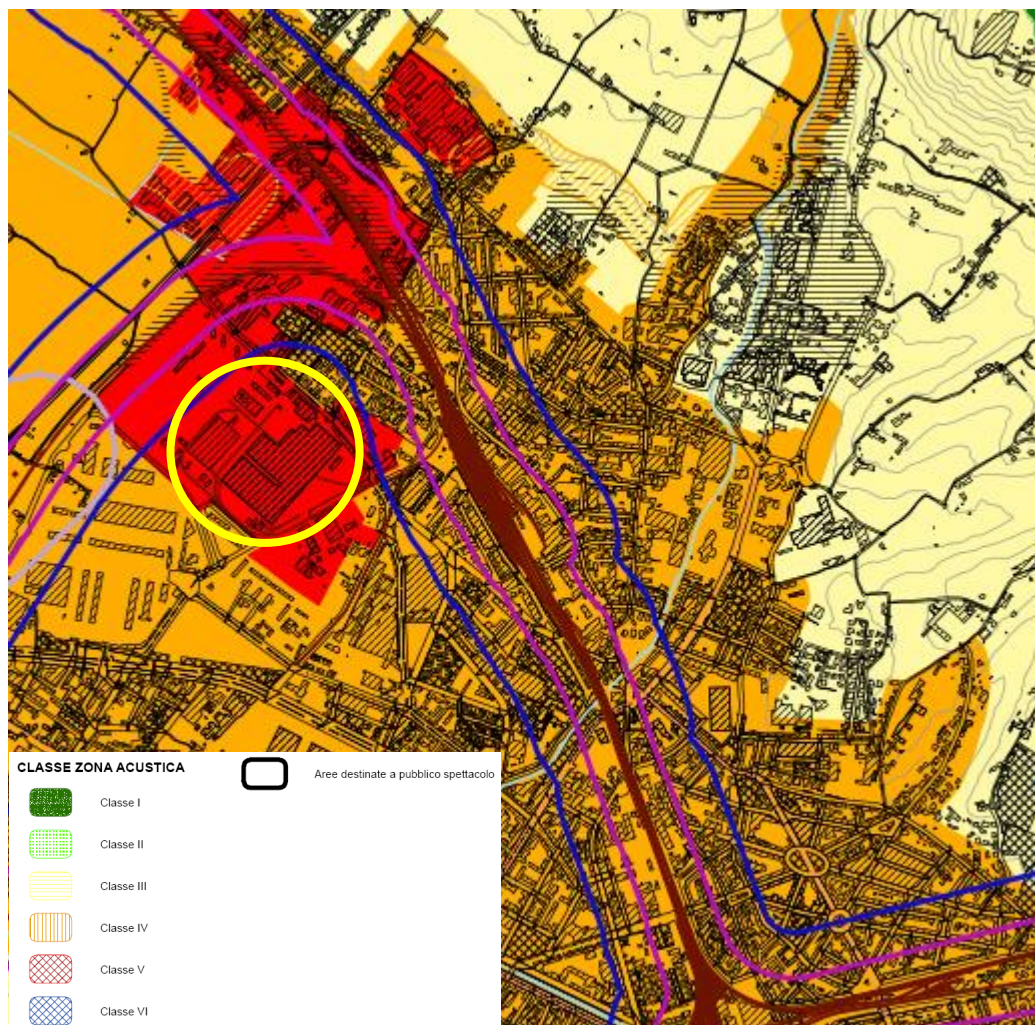 CLASSE ZONA ACUSTICA
Aree destinate a pubblico spettacolo
Classe I
Classe II
Classe III
Classe IV
Classe V
Classe VI